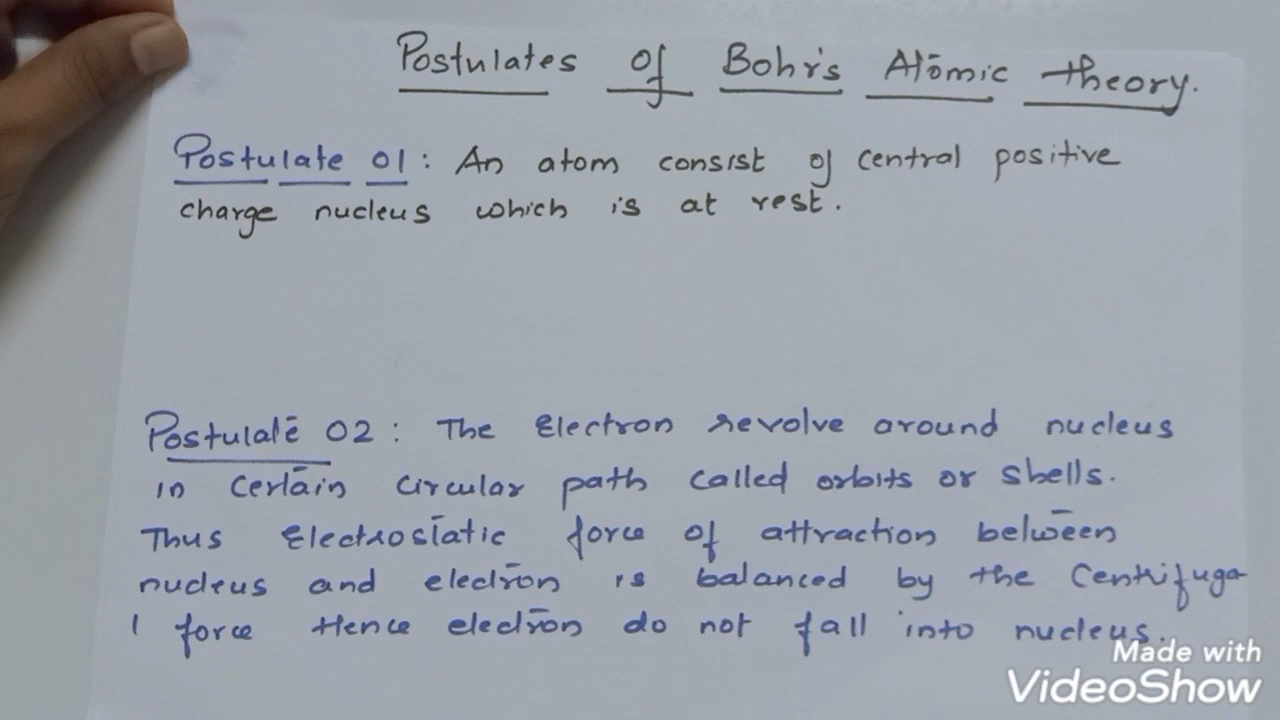 Postulates of Bohr's Atomic theory.
Postulate 01: An atom consist of central positive
charge nucleus which is at rest.
Postulate 02: The Electron revolve around nucleus
in certain circular path called orbits or shells.
Thus Electrostatic force of attraction between
nucleus and electron is balanced by the Centrifuga
l force Hence electron do not fall into nucleus.
Made with
VideoShow